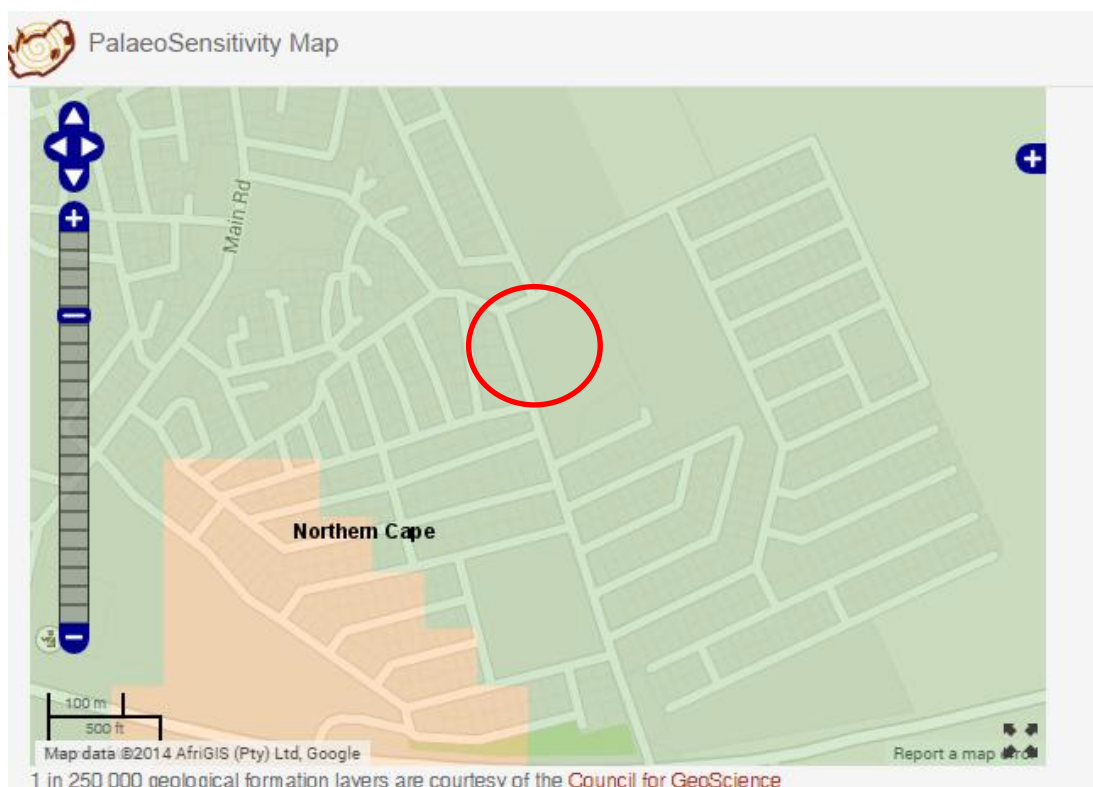 PalaeoSensitivity Map
Main Rd
Northern Cape
100 m
500 ft
Map data ©2014 AfriGIS (Pty) Ltd, Google
Report a map error
1 in 250 000 geological formation layers are courtesy of the Council for GeoScience